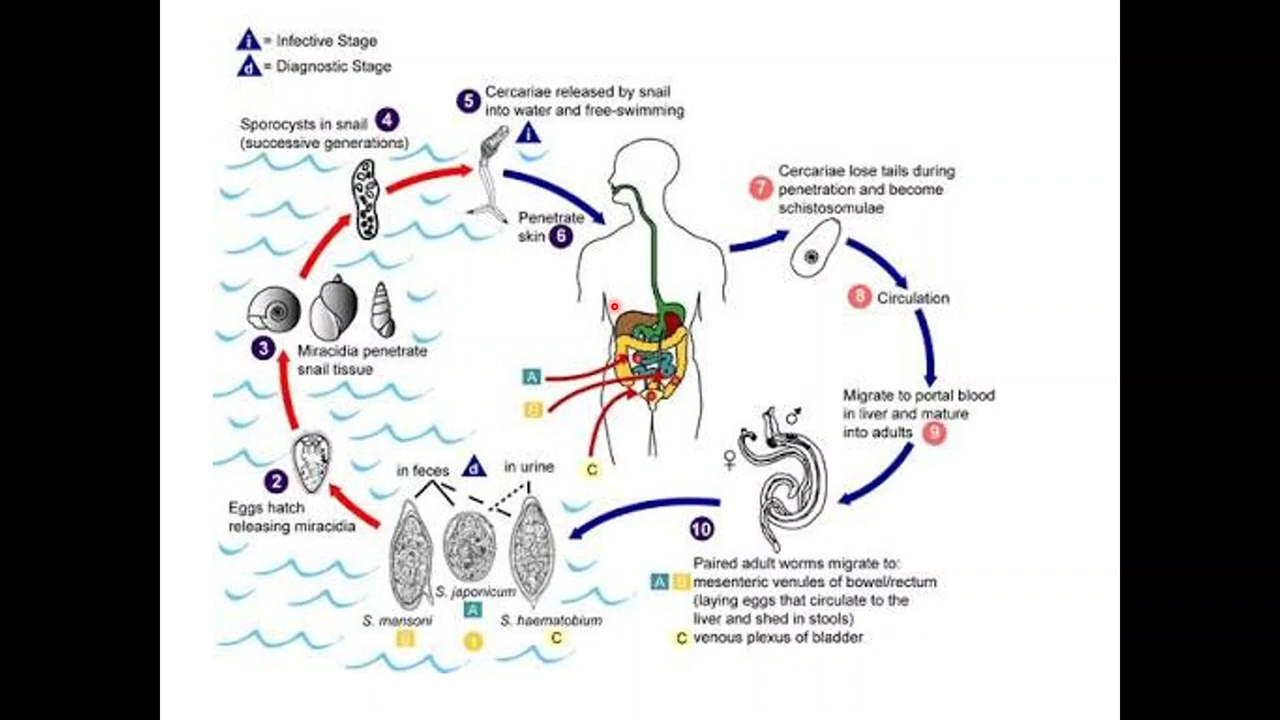 i = Infective Stage
d = Diagnostic Stage
5 Cercariae released by snail
into water and free-swimming
i
Sporocysts in snail 4
(successive generations)
Penetrate
skin 6
7 Cercariae lose tails during
penetration and become
schistosomulae
8 Circulation
3 Miracidia penetrate
snail tissue
A
B
C
Migrate to portal blood
in liver and mature
into adults 9
♂
♀
2
Eggs hatch
releasing miracidia
in feces d in urine
S. japonicum
A
S. mansoni
B
1
S. haematobium
C
10
Paired adult worms migrate to:
A B mesenteric venules of bowel/rectum
(laying eggs that circulate to the
liver and shed in stools)
C venous plexus of bladder